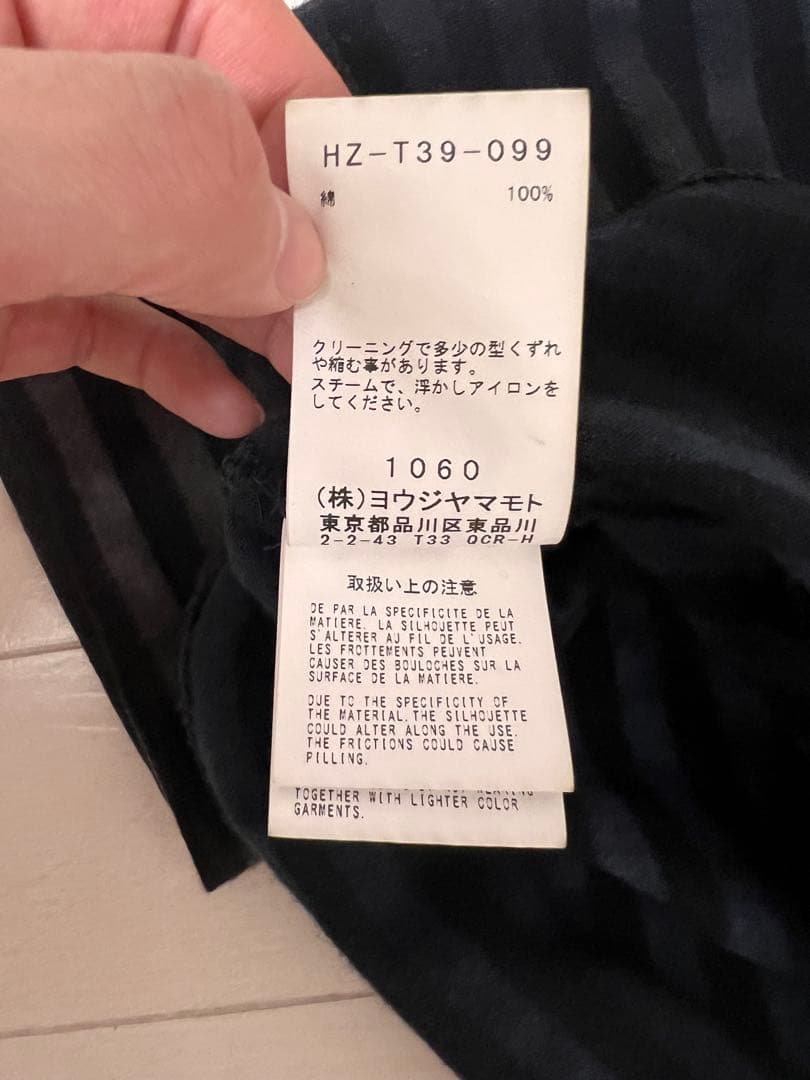 HZ-T39-099
綿 100%
クリーニングで多少の型くずれ
や縮む事があります。
スチームで、浮かしアイロンを
してください。
1060
(株)ヨウジヤマモト
東京都品川区東品川
2-2-43 T33 QCR-H
取扱い上の注意
DE PAR LA SPECIFICITE DE LA
MATIERE. LA SILHOUETTE PEUT
S'ALTERER AU FIL DE L'USAGE.
LES FROTTEMENTS PEUVENT
CAUSER DES BOULOCHES SUR LA
SURFACE DE LA MATIERE.
DUE TO THE SPECIFICITY OF
THE MATERIAL.THE SILHOUETTE
COULD ALTER ALONG THE USE.
THE FRICTIONS COULD CAUSE
PILLING.
TOGETHER WITH LIGHTER COLOR
GARMENTS.